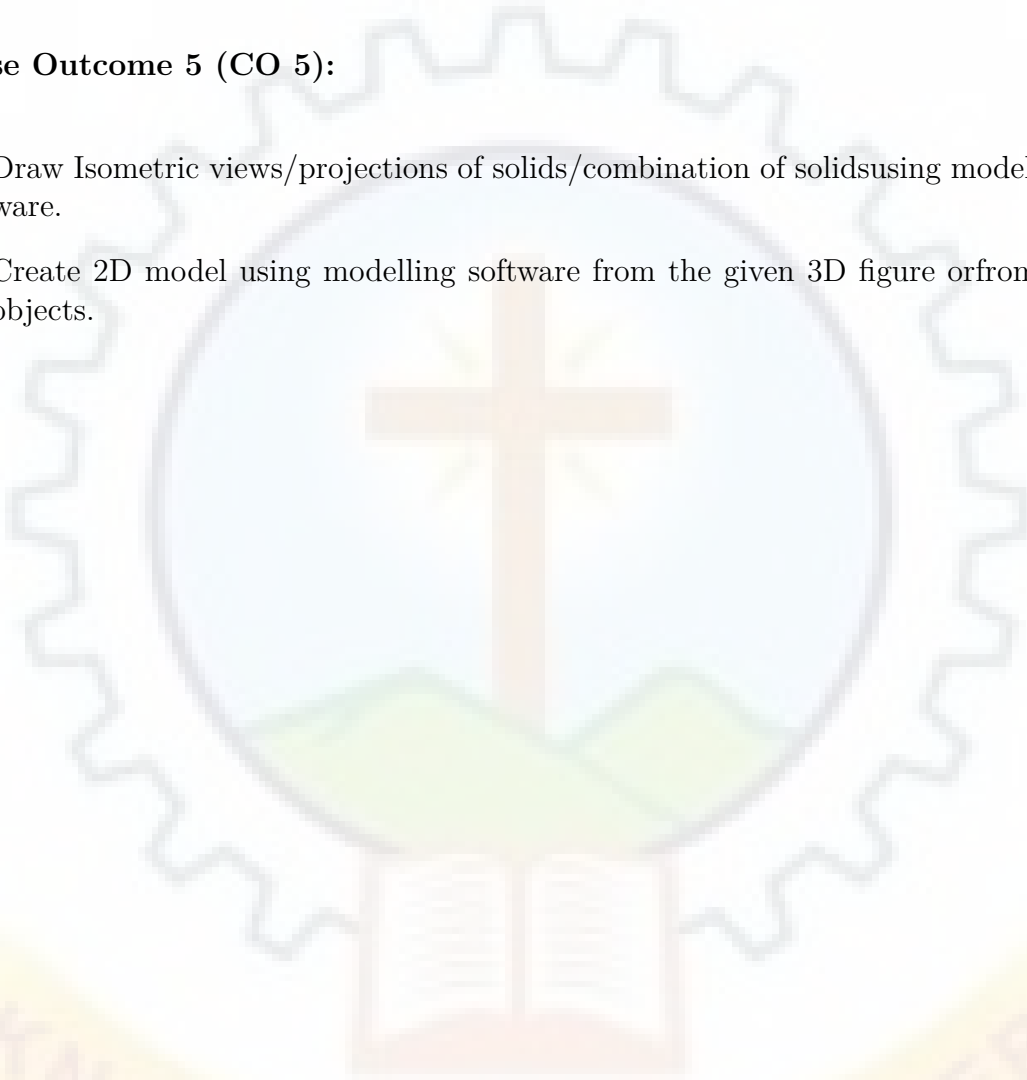 se Outcome 5 (CO 5):
Draw Isometric views/projections of solids/combination of solidsusing model
ware.
Create 2D model using modelling software from the given 3D figure orfrom
objects.